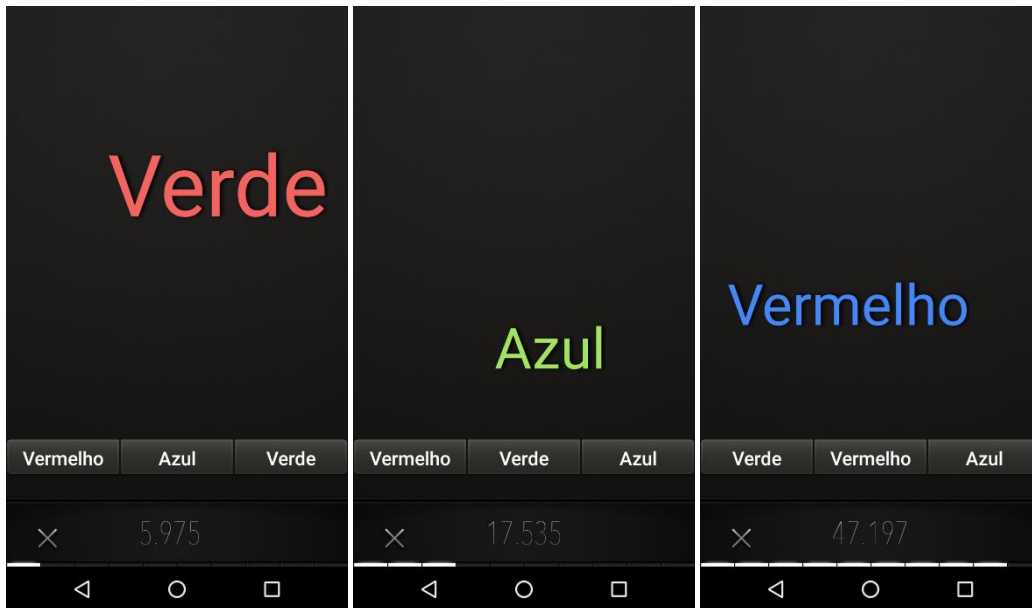 Verde
Vermelho Azul Verde
5.975
Azul
Vermelho Verde Azul
17.535
Vermelho
Verde Vermelho Azul
47.197